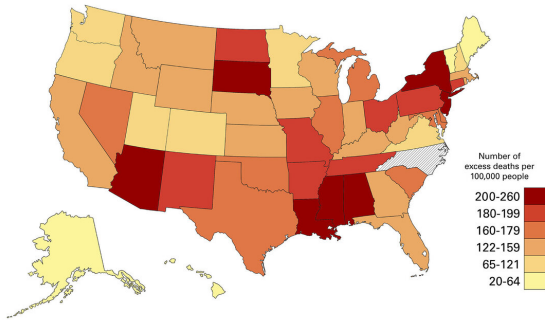 Number of
excess deaths per
100,000 people
200-260
180-199
160-179
122-159
65-121
20-64